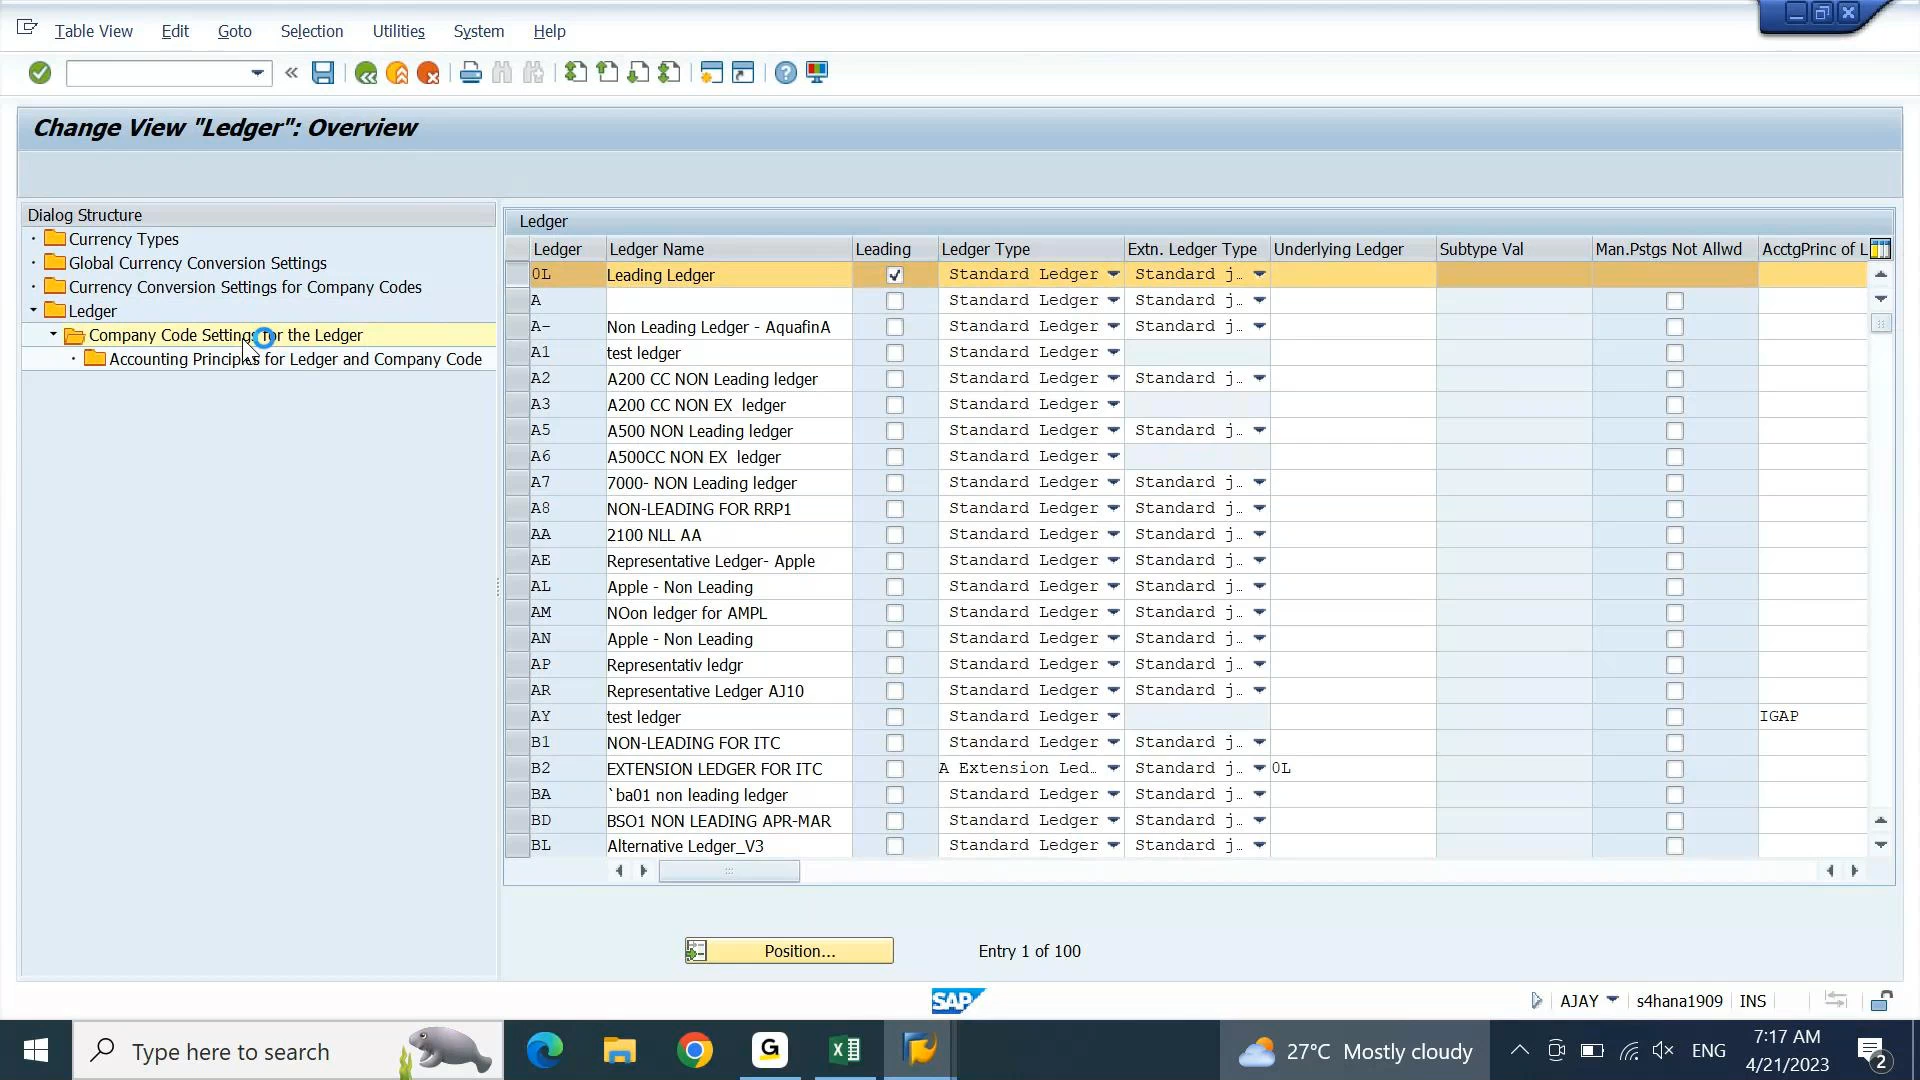 Table View Edit Goto Selection Utilities System Help
Change View "Ledger": Overview
Dialog Structure
Currency Types
Global Currency Conversion Settings
Currency Conversion Settings for Company Codes
Ledger
Company Code Settings for the Ledger
Accounting Principles for Ledger and Company Code
Ledger
Ledger Ledger Name Leading Ledger Type Extn. Ledger Type Underlying Ledger Subtype Val Man.Pstgs Not Allwd AcctgPrinc of L
0L Leading Ledger Standard Ledger Standard j…
A Standard Ledger Standard j…
A- Non Leading Ledger - AquafinA Standard Ledger Standard j…
A1 test ledger Standard Ledger
A2 A200 CC NON Leading ledger Standard Ledger Standard j…
A3 A200 CC NON EX ledger Standard Ledger
A5 A500 NON Leading ledger Standard Ledger Standard j…
A6 A500CC NON EX ledger Standard Ledger
A7 7000- NON Leading ledger Standard Ledger Standard j…
A8 NON-LEADING FOR RRP1 Standard Ledger Standard j…
AA 2100 NLL AA Standard Ledger Standard j…
AE Representative Ledger- Apple Standard Ledger Standard j…
AL Apple - Non Leading Standard Ledger Standard j…
AM NOon ledger for AMPL Standard Ledger Standard j…
AN Apple - Non Leading Standard Ledger Standard j…
AP Representativ ledgr Standard Ledger Standard j…
AR Representative Ledger AJ10 Standard Ledger Standard j…
AY test ledger Standard Ledger IGAP
B1 NON-LEADING FOR ITC Standard Ledger Standard j…
B2 EXTENSION LEDGER FOR ITC A Extension Led… Standard j… 0L
BA `ba01 non leading ledger Standard Ledger Standard j…
BD BSO1 NON LEADING APR-MAR Standard Ledger Standard j…
BL Alternative Ledger_V3 Standard Ledger Standard j…
Position... Entry 1 of 100
SAP
AJAY s4hana1909 INS
Type here to search
G
27°C Mostly cloudy
ENG
7:17 AM
4/21/2023
2